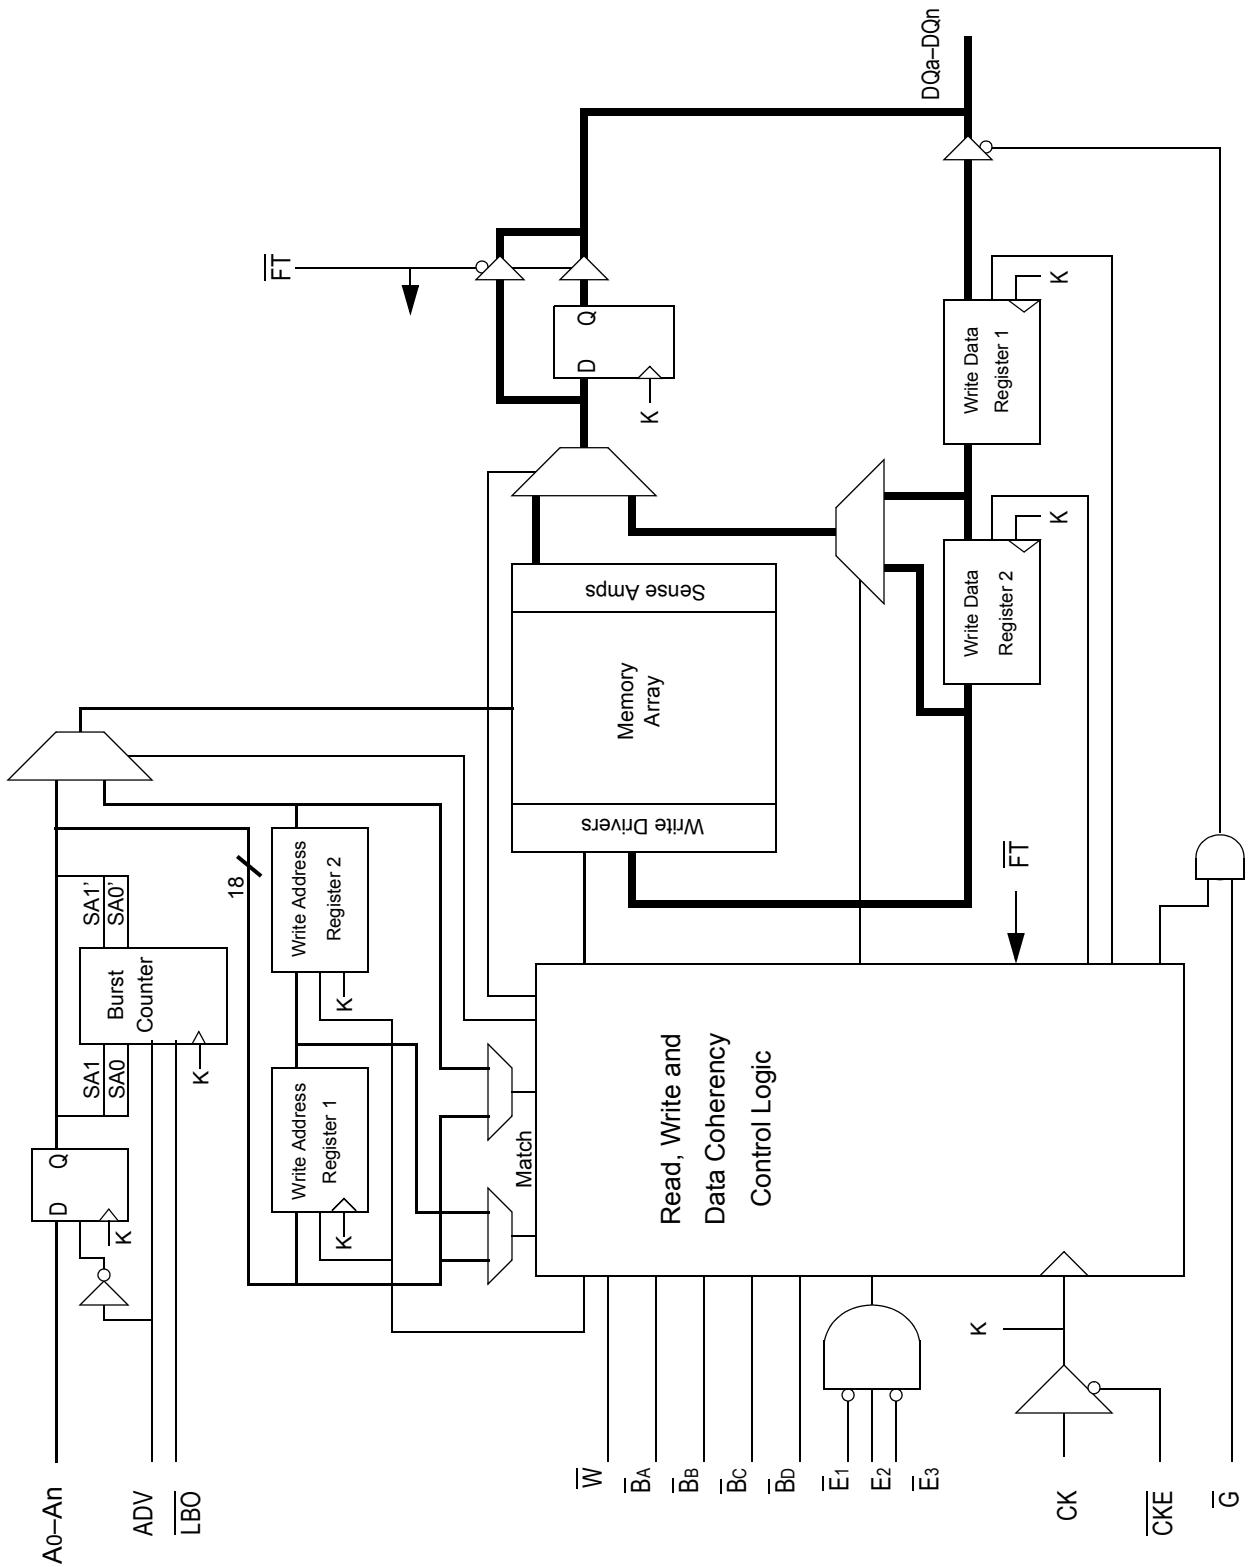 A0–An
ADV
LBO
D
Q
K
SA1
SA0
Burst
Counter
SA1’
SA0’
K
18
Write Address
Register 1
K
Write Address
Register 2
K
Match
W
BA
BB
BC
BD
E1
E2
E3
CK
CKE
G
K
Read, Write and
Data Coherency
Control Logic
FT
Write Drivers
Memory
Array
Sense Amps
D
Q
K
FT
Write Data
Register 2
K
Write Data
Register 1
K
DQa–DQn